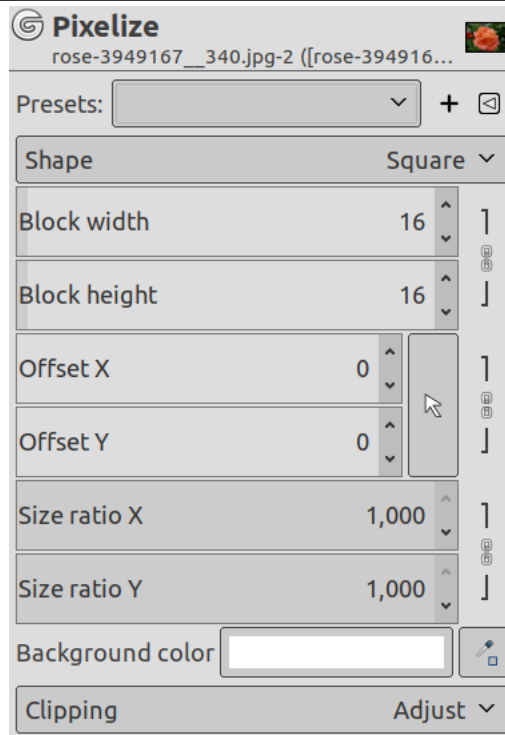 Pixelize
rose-3949167__340.jpg-2 ([rose-394916...
Presets:
Shape Square
Block width 16
Block height 16
Offset X 0
Offset Y 0
Size ratio X 1,000
Size ratio Y 1,000
Background color
Clipping Adjust